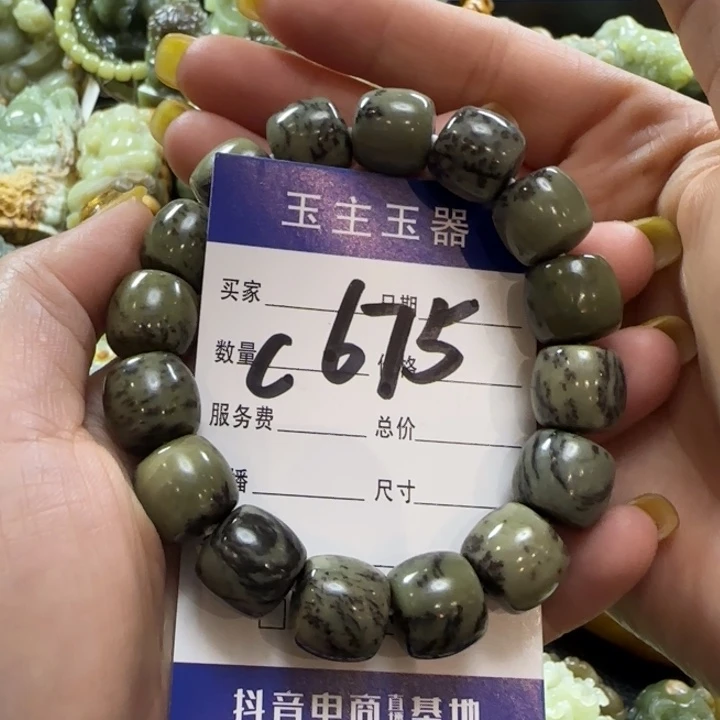 玉主玉器
买家 日期
c675
数量 价格
服务费 总价
播 尺寸
抖音电商直播基地